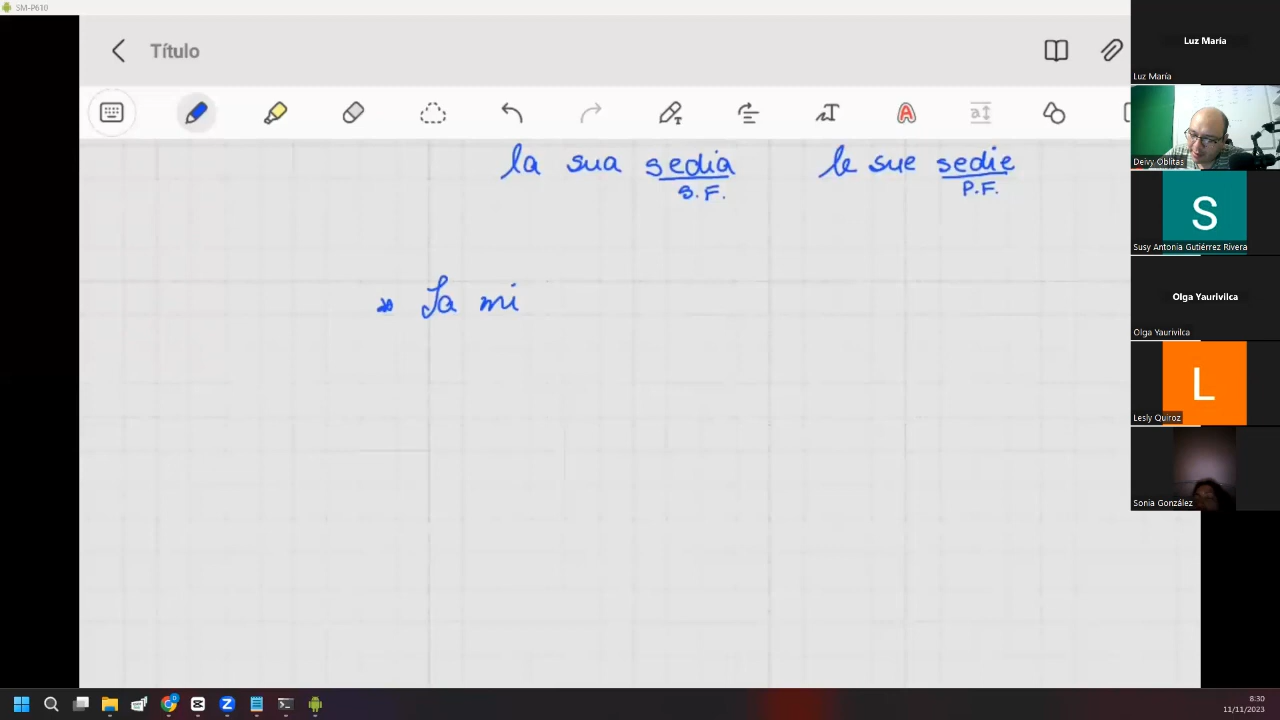 SM-P610
Título
Luz María
Luz María
Deivy Oblitas
la sua sedia le sue sedie
S.F. P.F.
S
Susy Antonia Gutiérrez Rivera
La mi
Olga Yaurivilca
Olga Yaurivilca
L
Lesly Quiroz
Sonia González
8:30
11/11/2023